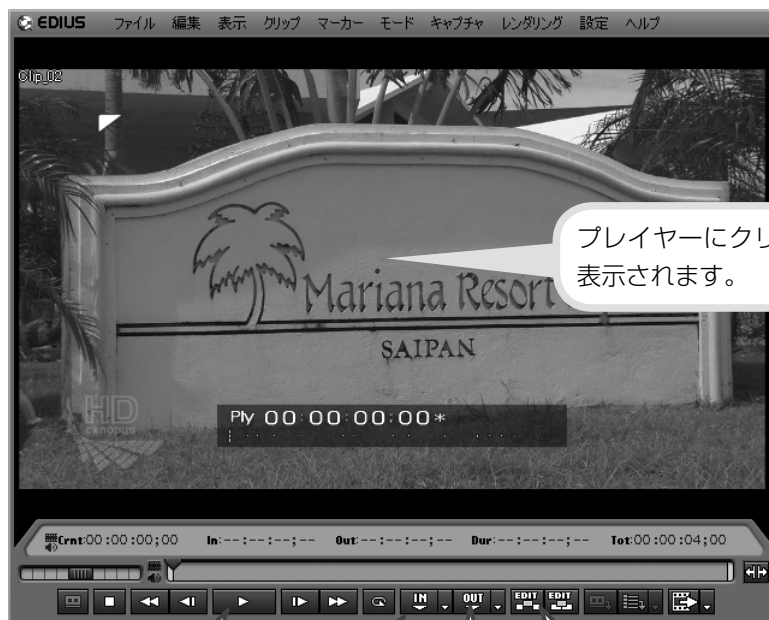 EDIUS ファイル 編集 表示 クリップ マーカー モード キャプチャ レンダリング 設定 ヘルプ
Clip_02
プレイヤーにクリ
表示されます。
Mariana Resort
SAIPAN
HD
canopus
Ply 00:00:00:00*
Crnt:00:00:00;00 In:--:--:--;-- Out:--:--:--;-- Dur:--:--:--;-- Tot:00:00:04;00
IN OUT EDIT EDIT